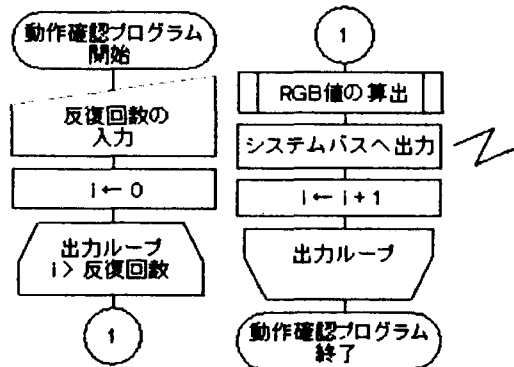 動作確認プログラム
開始
反復回数の
入力
i ← 0
出力ループ
i > 反復回数
1
1
RGB値の算出
システムバスへ出力
i ← i + 1
出力ループ
動作確認プログラム
終了